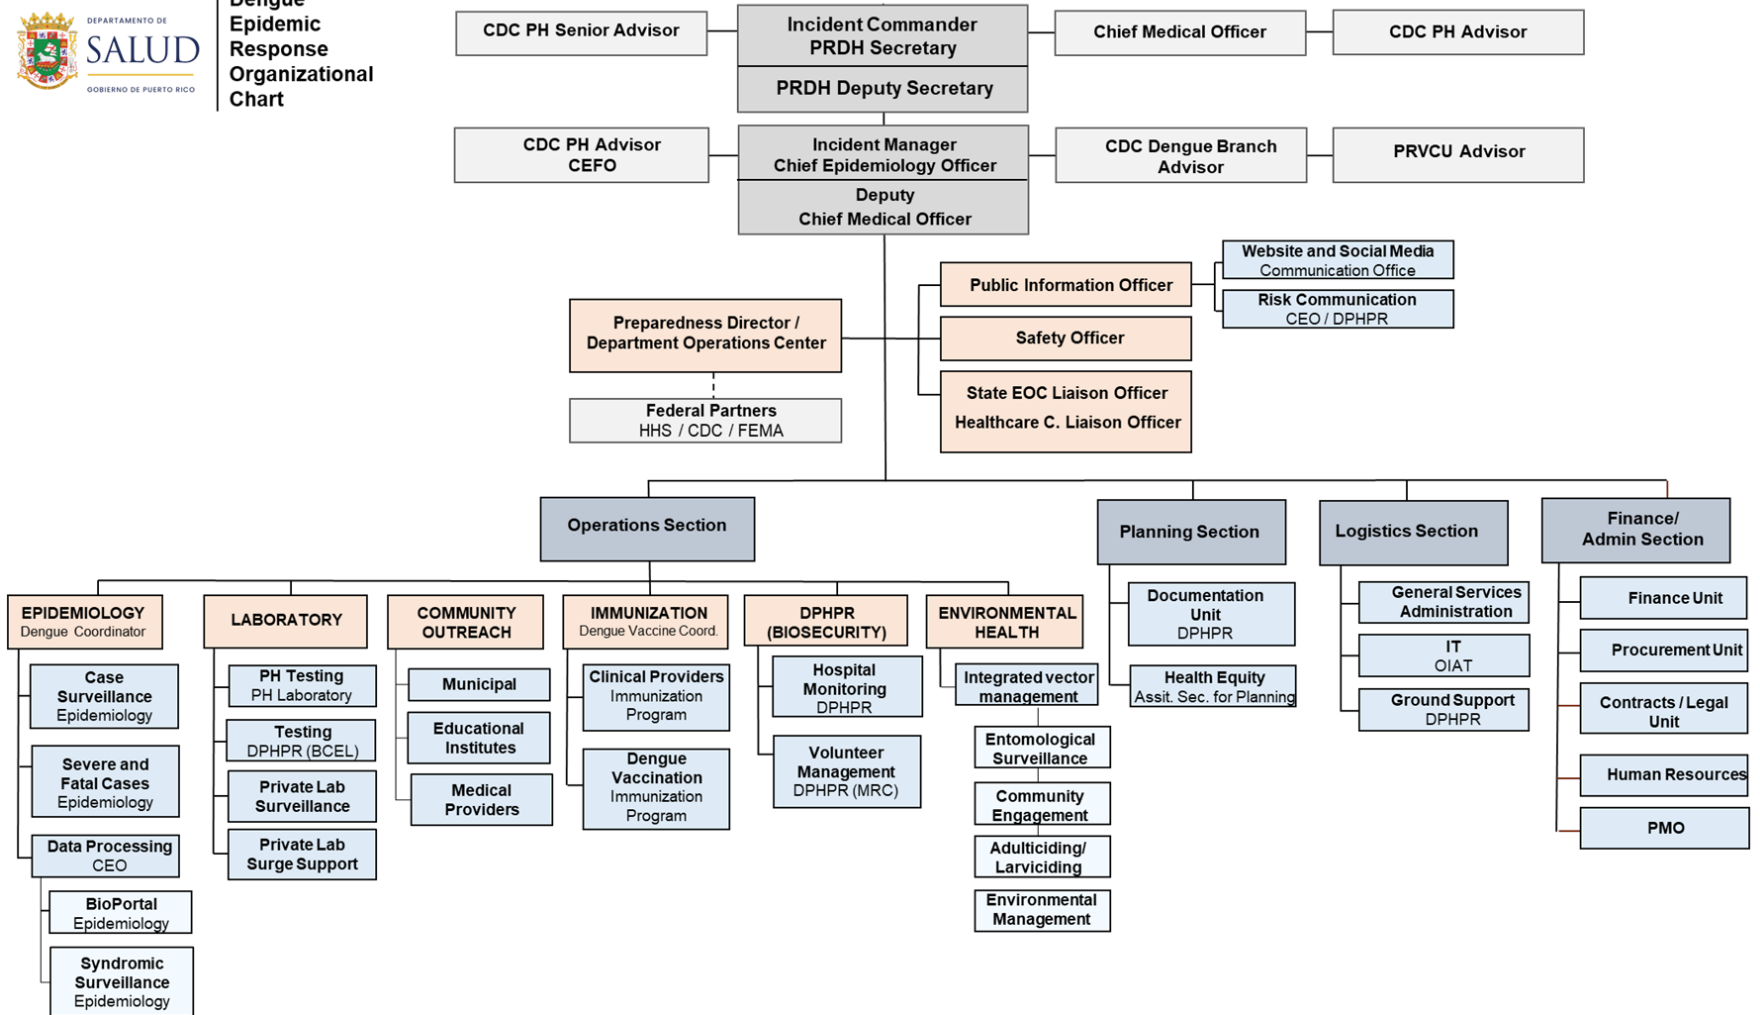 DEPARTAMENTO DE
SALUD
GOBIERNO DE PUERTO RICO
Dengue
Epidemic
Response
Organizational
Chart
CDC PH Senior Advisor
Incident Commander
PRDH Secretary
PRDH Deputy Secretary
Chief Medical Officer
CDC PH Advisor
CDC PH Advisor
CEFO
Incident Manager
Chief Epidemiology Officer
Deputy
Chief Medical Officer
CDC Dengue Branch
Advisor
PRVCU Advisor
Preparedness Director /
Department Operations Center
Federal Partners
HHS / CDC / FEMA
Public Information Officer
Website and Social Media
Communication Office
Risk Communication
CEO / DPHPR
Safety Officer
State EOC Liaison Officer
Healthcare C. Liaison Officer
Operations Section
Planning Section
Logistics Section
Finance/
Admin Section
EPIDEMIOLOGY
Dengue Coordinator
Case
Surveillance
Epidemiology
Severe and
Fatal Cases
Epidemiology
Data Processing
CEO
BioPortal
Epidemiology
Syndromic
Surveillance
Epidemiology
LABORATORY
PH Testing
PH Laboratory
Testing
DPHPR (BCEL)
Private Lab
Surveillance
Private Lab
Surge Support
COMMUNITY
OUTREACH
Municipal
Educational
Institutes
Medical
Providers
IMMUNIZATION
Dengue Vaccine Coord.
Clinical Providers
Immunization
Program
Dengue
Vaccination
Immunization
Program
DPHPR
(BIOSECURITY)
Hospital
Monitoring
DPHPR
Volunteer
Management
DPHPR (MRC)
ENVIRONMENTAL
HEALTH
Integrated vector
management
Entomological
Surveillance
Community
Engagement
Adulticiding/
Larviciding
Environmental
Management
Documentation
Unit
DPHPR
Health Equity
Assit. Sec. for Planning
General Services
Administration
IT
OIAT
Ground Support
DPHPR
Finance Unit
Procurement Unit
Contracts / Legal
Unit
Human Resources
PMO